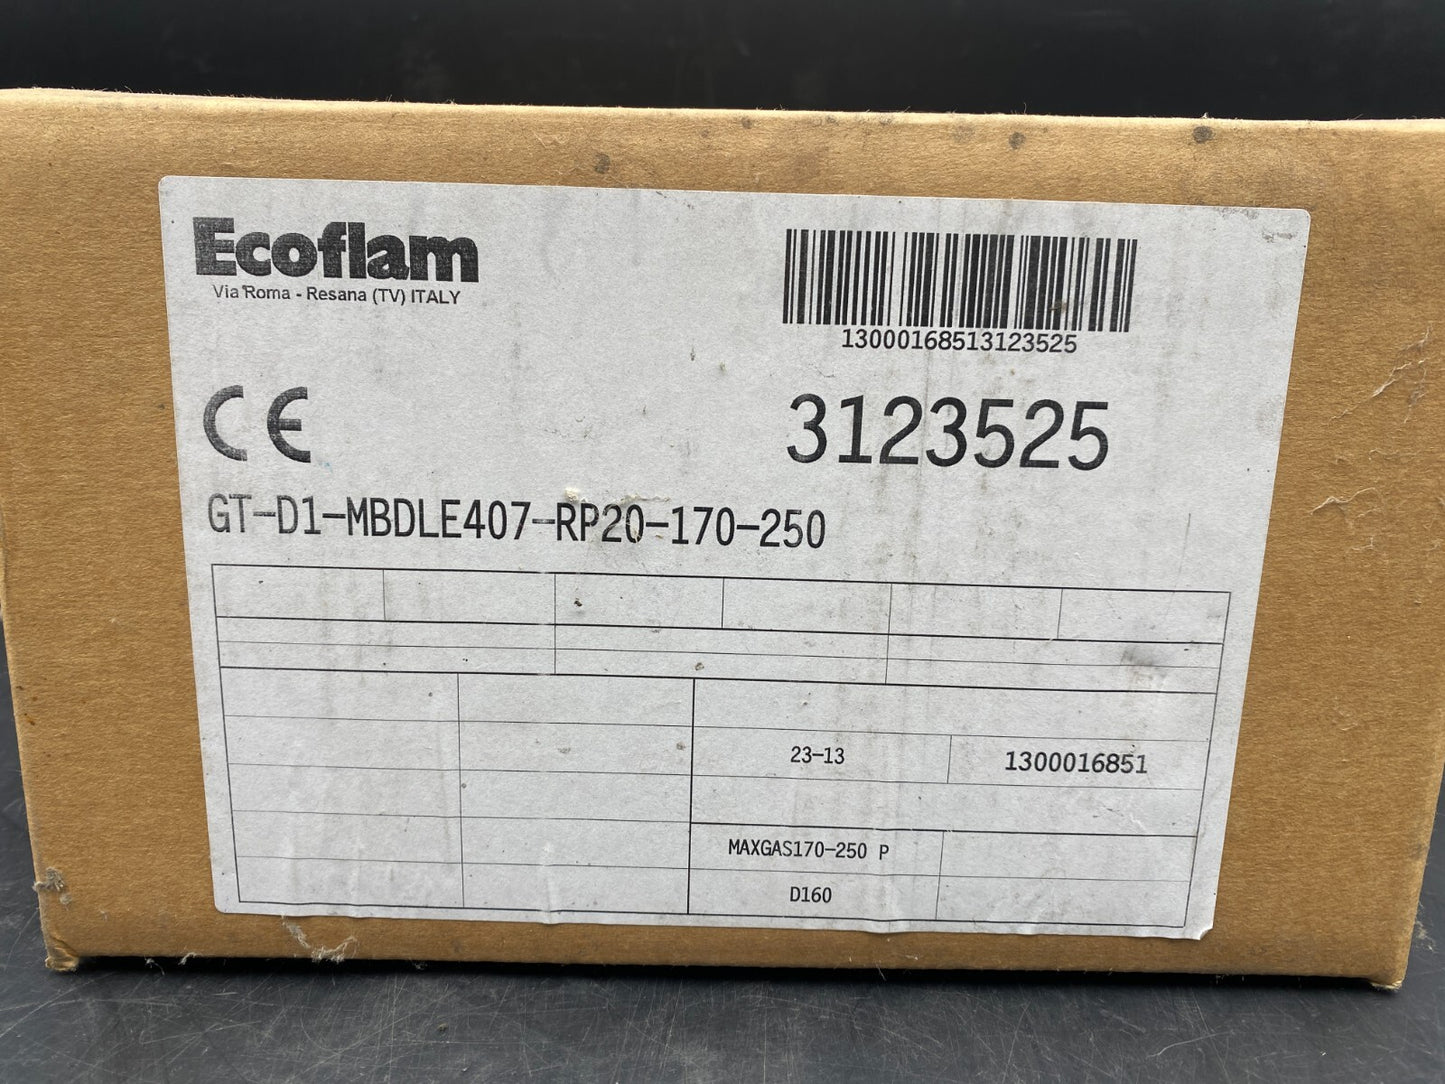 Ecoflam
Via Roma - Resana (TV) ITALY
13000168513123525
CE
3123525
GT-D1-MBDLE407-RP20-170-250
23-13
1300016851
MAXGAS170-250 P
D160